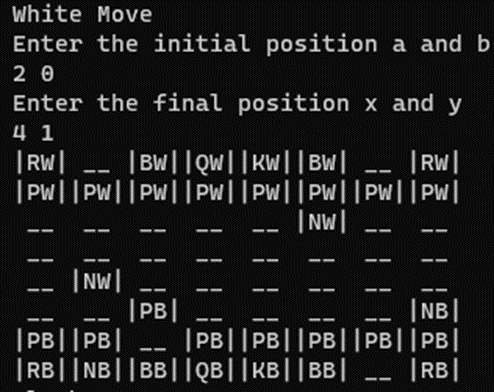 White Move
Enter the initial position a and b
2 0
Enter the final position x and y
4 1
|RW| __ |BW||QW||KW||BW| __ |RW|
|PW||PW||PW||PW||PW||PW||PW||PW|
 __  __  __  __  __ |NW| __  __
 __  __  __  __  __  __  __  __
 __ |NW| __  __  __  __  __  __
 __  __ |PB| __  __  __  __ |NB|
|PB||PB| __ |PB||PB||PB||PB||PB|
|RB||NB||BB||QB||KB||BB| __ |RB|